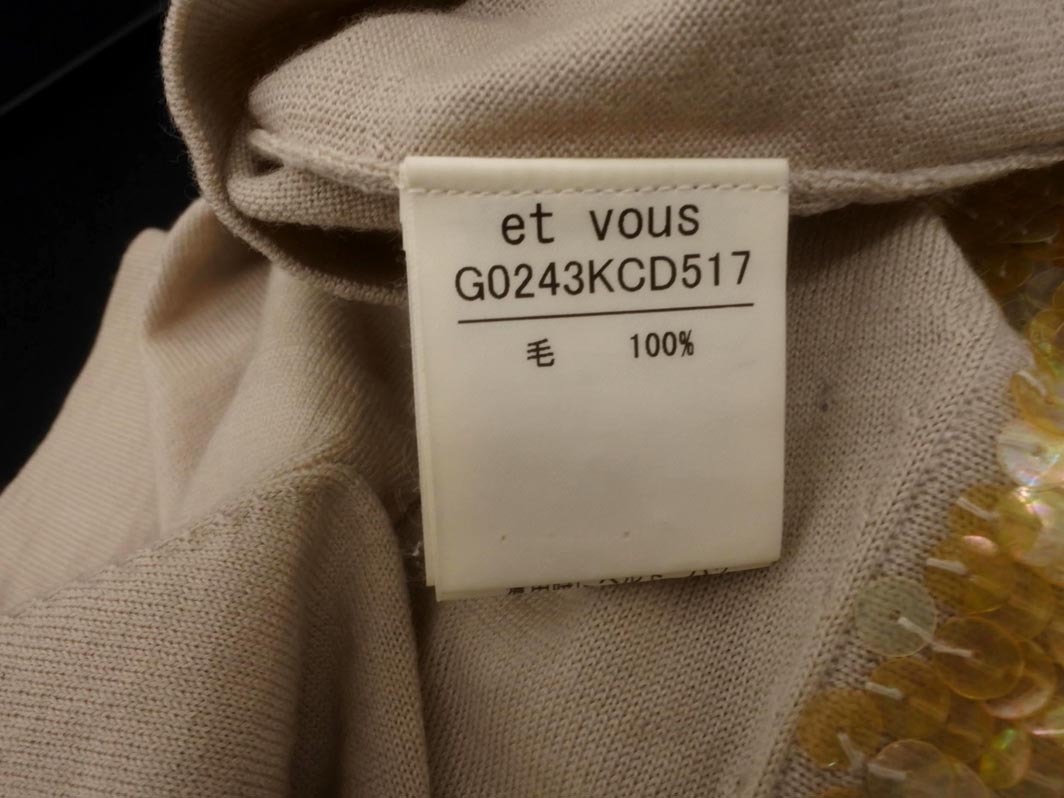 et vous
G0243KCD517
毛 100%